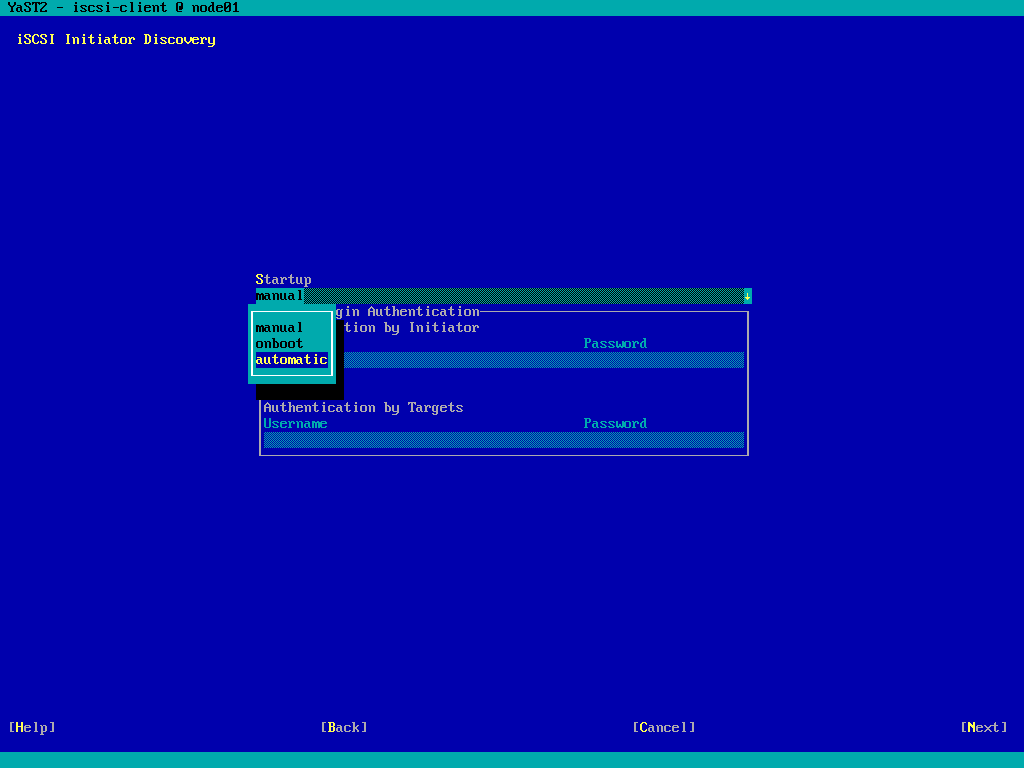 YaST2 - iscsi-client @ node01
iSCSI Initiator Discovery
Startup
manual
gin Authentication
manual
tion by Initiator
onboot
Password
automatic
Authentication by Targets
Username Password
[Help] [Back] [Cancel] [Next]